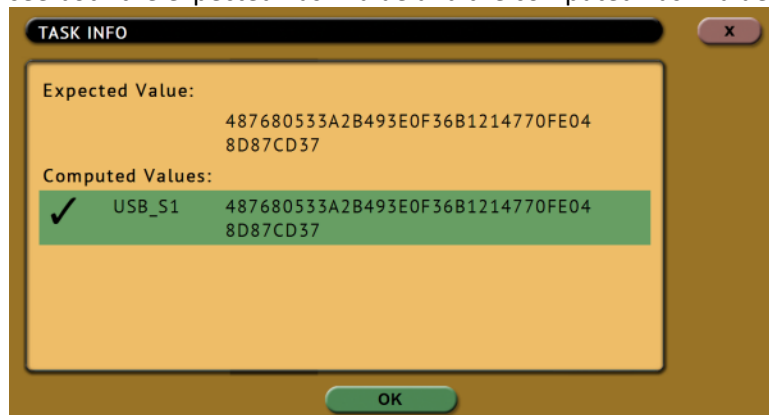 TASK INFO
X
Expected Value:
487680533A2B493E0F36B1214770FE04
8D87CD37
Computed Values:
✓ USB_S1 487680533A2B493E0F36B1214770FE04
8D87CD37
OK